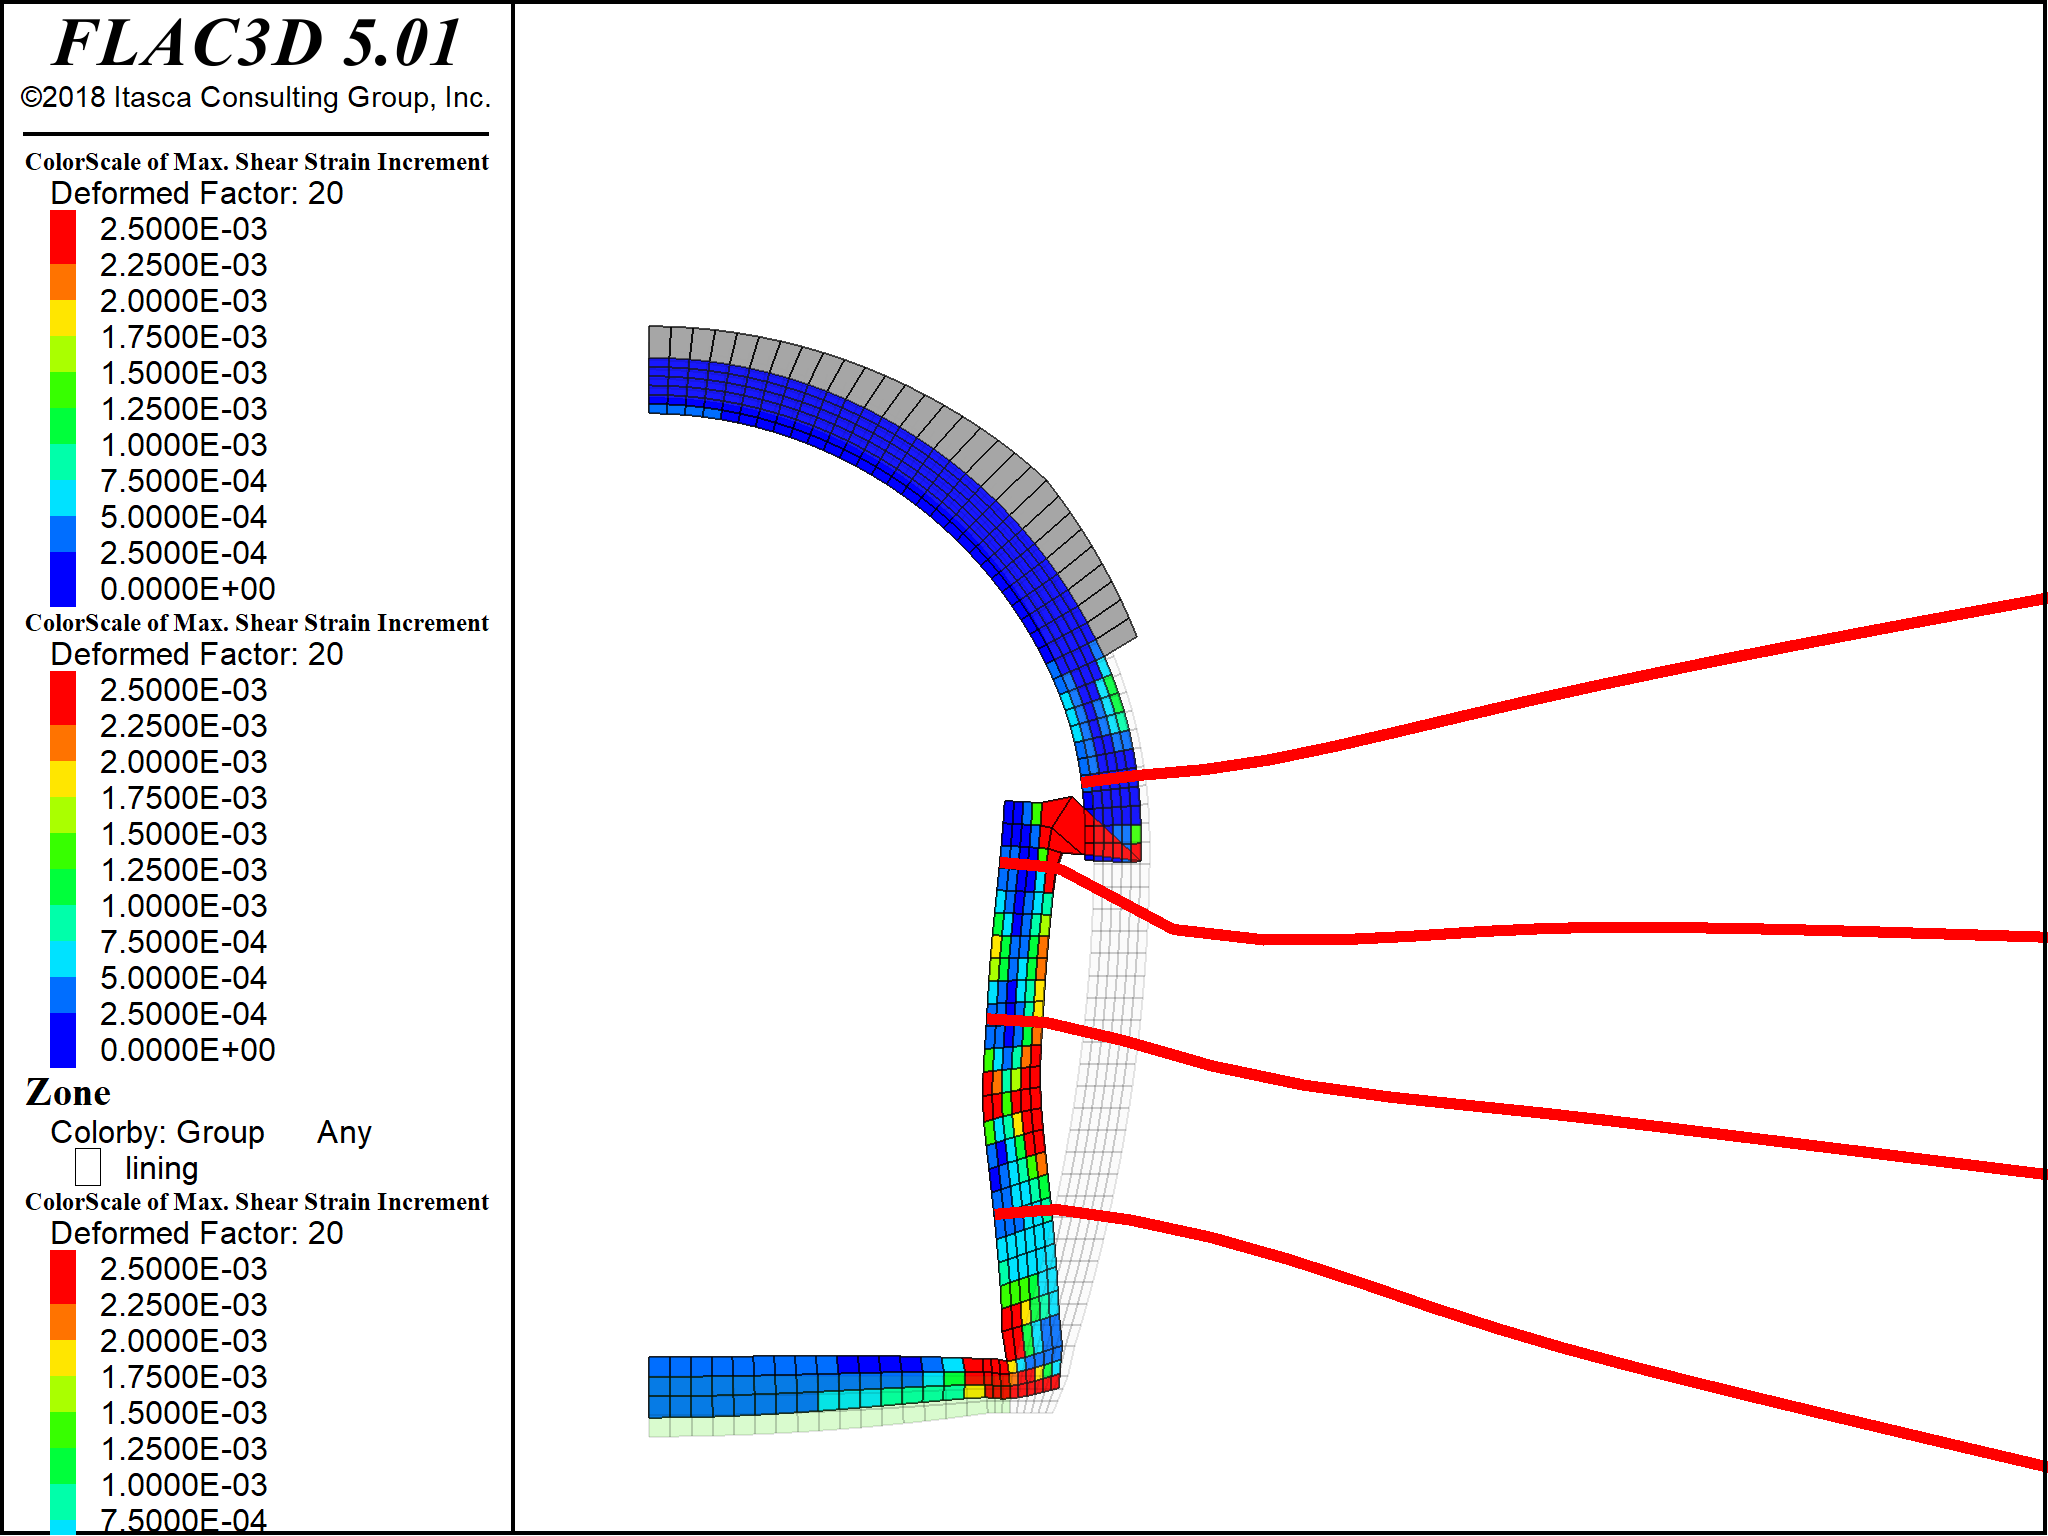 FLAC3D 5.01
©2018 Itasca Consulting Group, Inc.
ColorScale of Max. Shear Strain Increment
Deformed Factor: 20
2.5000E-03
2.2500E-03
2.0000E-03
1.7500E-03
1.5000E-03
1.2500E-03
1.0000E-03
7.5000E-04
5.0000E-04
2.5000E-04
0.0000E+00
ColorScale of Max. Shear Strain Increment
Deformed Factor: 20
2.5000E-03
2.2500E-03
2.0000E-03
1.7500E-03
1.5000E-03
1.2500E-03
1.0000E-03
7.5000E-04
5.0000E-04
2.5000E-04
0.0000E+00
Zone
Colorby: Group Any
lining
ColorScale of Max. Shear Strain Increment
Deformed Factor: 20
2.5000E-03
2.2500E-03
2.0000E-03
1.7500E-03
1.5000E-03
1.2500E-03
1.0000E-03
7.5000E-04